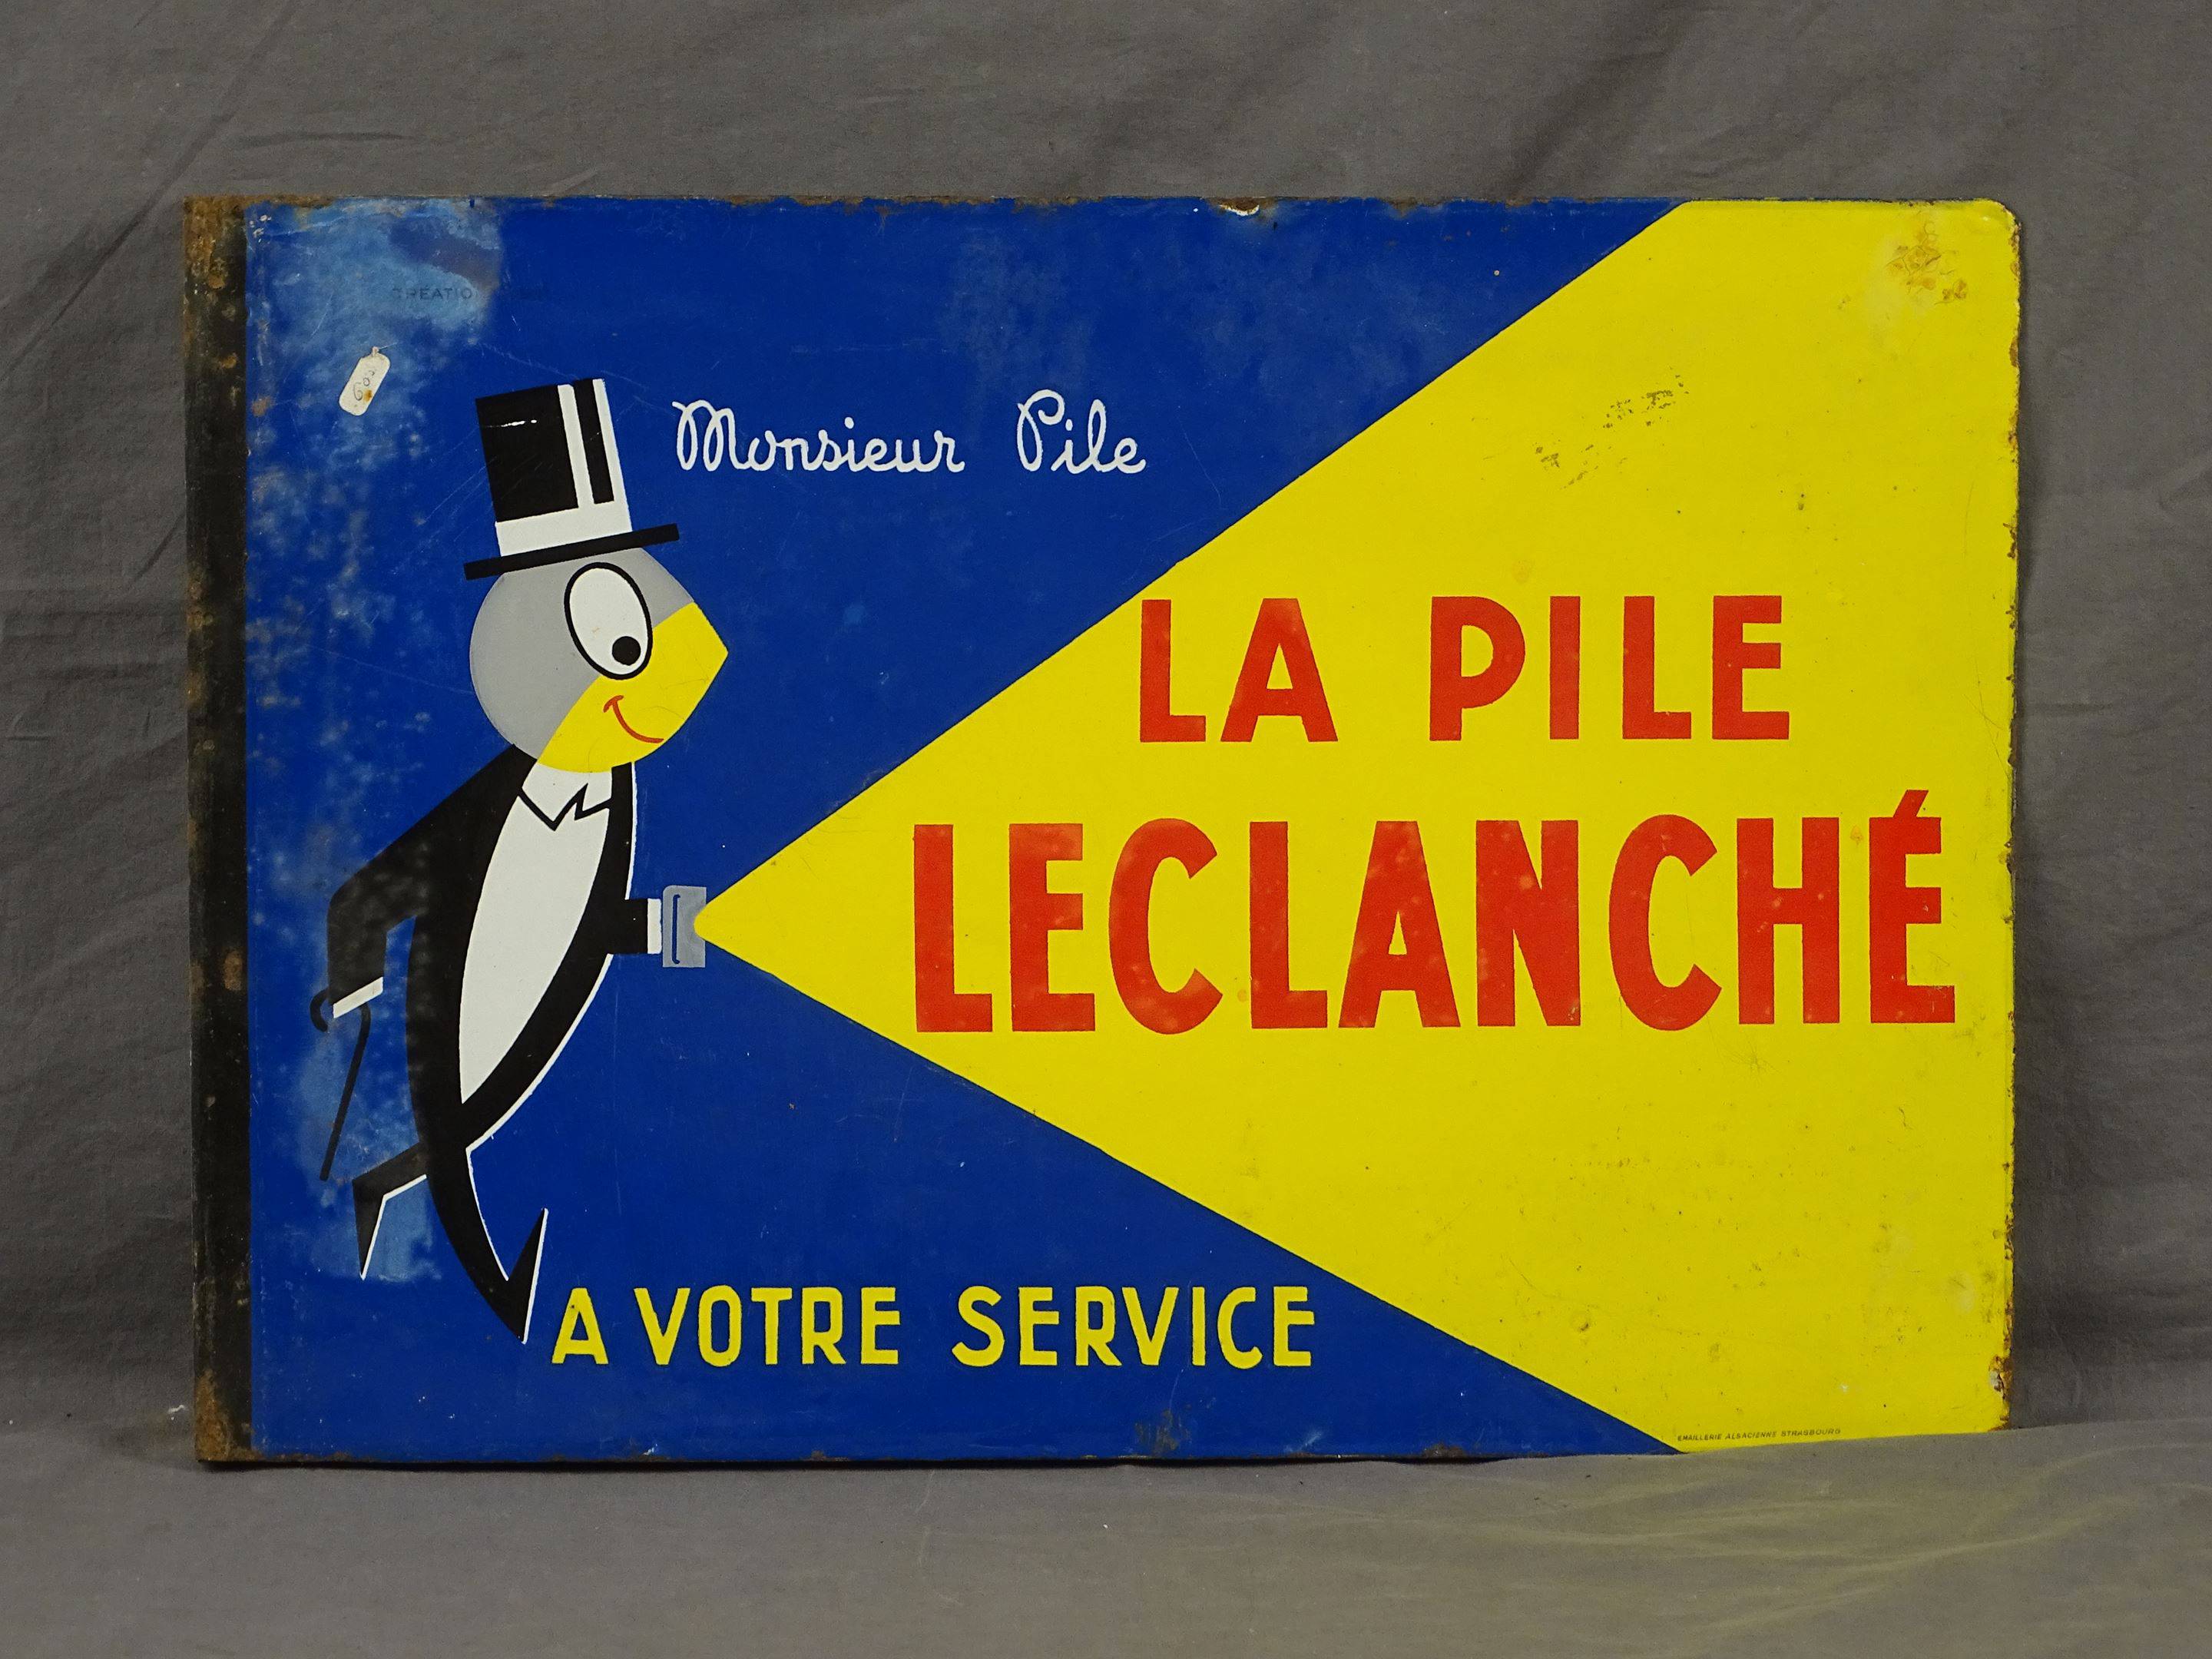 Monsieur Pile
LA PILE
LECLANCHÉ
A VOTRE SERVICE
EMAILLERIE ALSACIENNE STRASBOURG